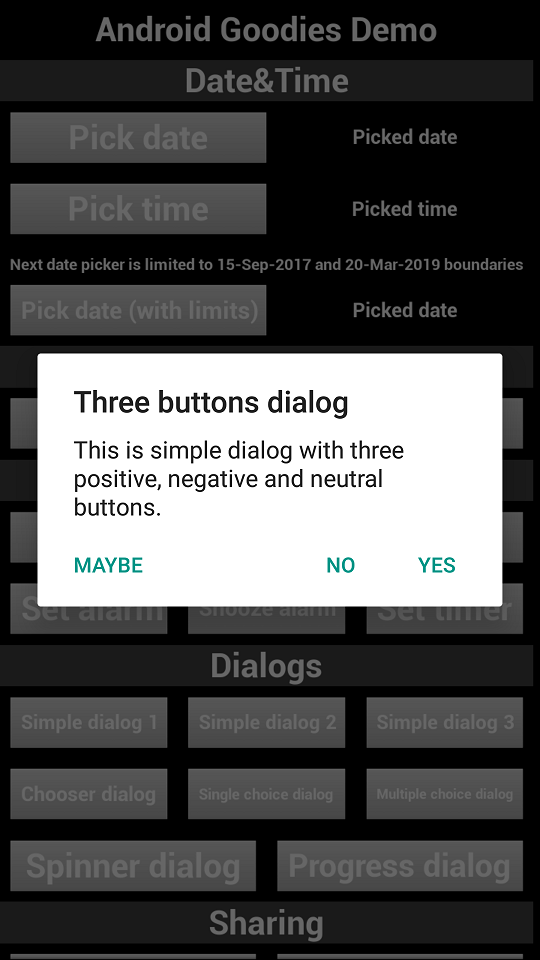 Android Goodies Demo
Date&Time
Pick date
Picked date
Pick time
Picked time
Next date picker is limited to 15-Sep-2017 and 20-Mar-2019 boundaries
Pick date (with limits)
Picked date
Three buttons dialog
This is simple dialog with three
positive, negative and neutral
buttons.
MAYBE
NO
YES
Set alarm
Snooze alarm
Set timer
Dialogs
Simple dialog 1
Simple dialog 2
Simple dialog 3
Chooser dialog
Single choice dialog
Multiple choice dialog
Spinner dialog
Progress dialog
Sharing